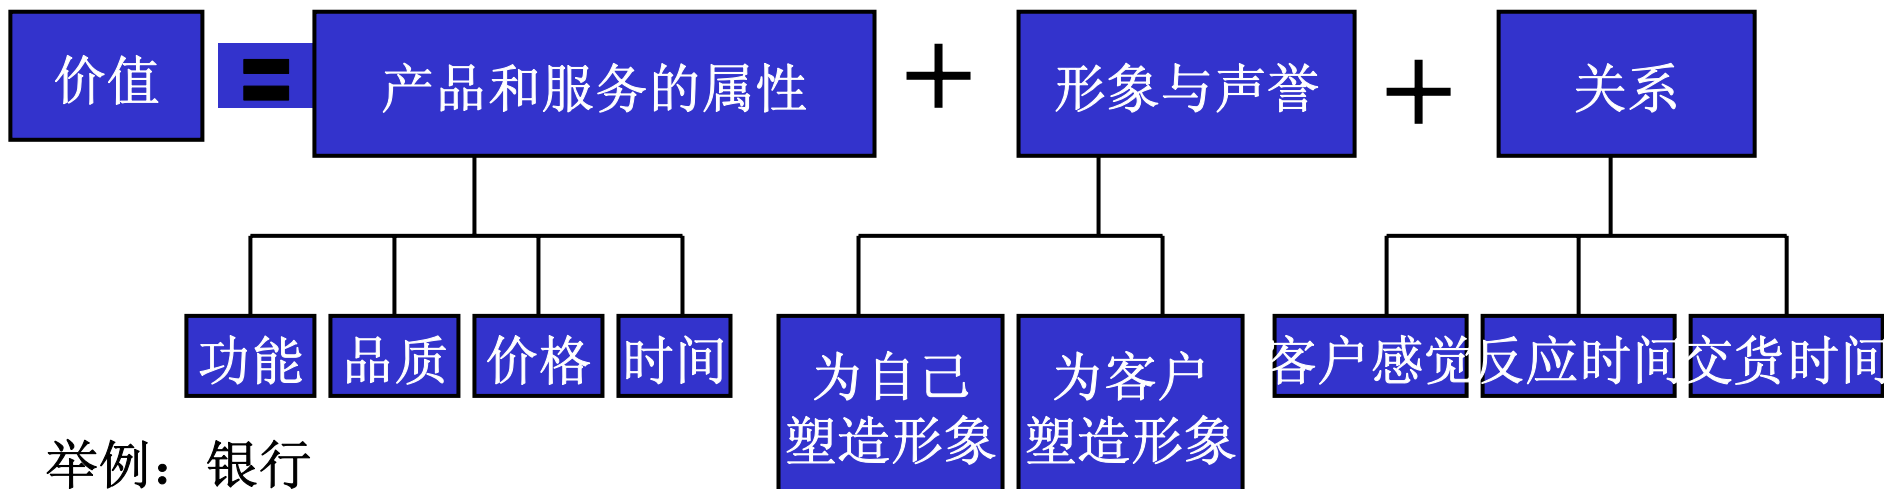 价值 = 产品和服务的属性 + 形象与声誉 + 关系
功能 品质 价格 时间
为自己
塑造形象
为客户
塑造形象
客户感觉 反应时间 交货时间
举例：银行